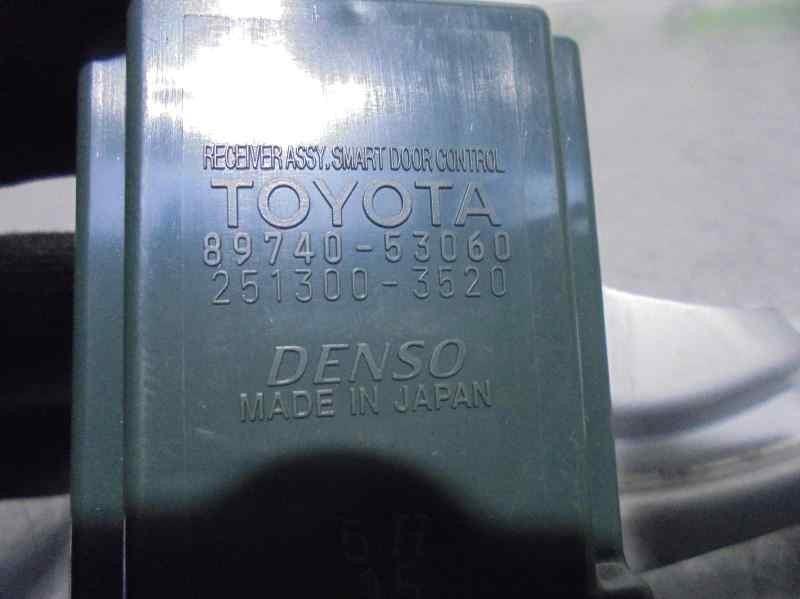 RECEIVER ASSY, SMART DOOR CONTROL
TOYOTA
89740-53060
251300-3520
DENSO
MADE IN JAPAN